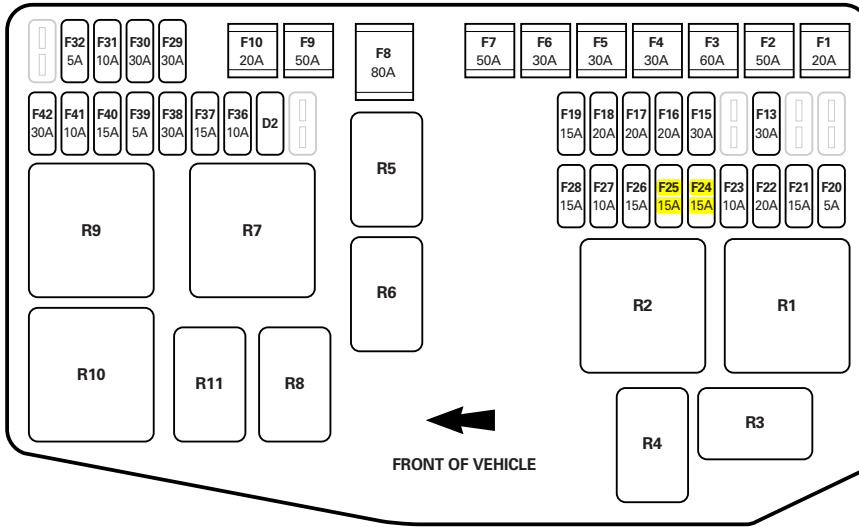 F32 F31 F30 F29
5A 10A 30A 30A
F10 F9
20A 50A
F8
80A
F7 F6 F5 F4 F3 F2 F1
50A 30A 30A 30A 60A 50A 20A
F42 F41 F40 F39 F38 F37 F36 D2
30A 10A 15A 5A 30A 15A 10A
F19 F18 F17 F16 F15 F13
15A 20A 20A 20A 30A 30A
R5
F28 F27 F26 F25 F24 F23 F22 F21 F20
15A 10A 15A 15A 15A 10A 20A 15A 5A
R9 R7
R6
R2 R1
R10 R11 R8
R4 R3
FRONT OF VEHICLE